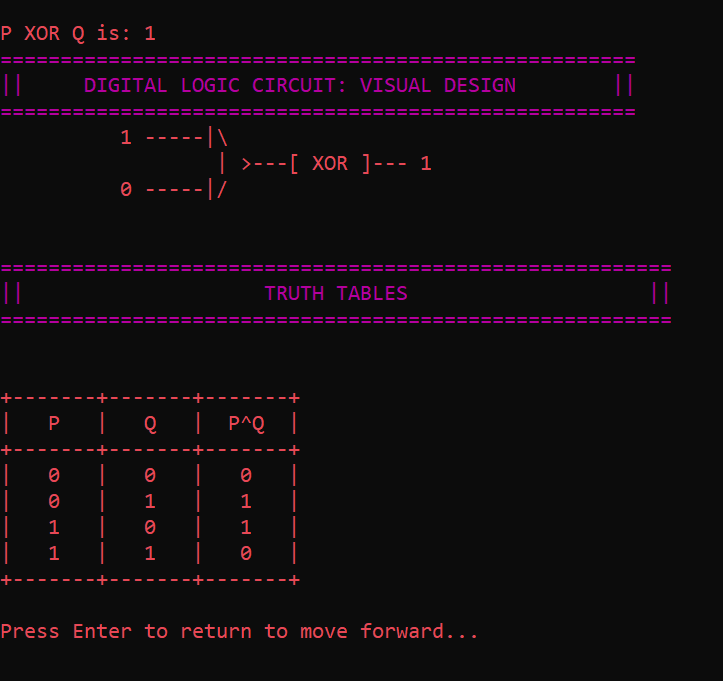 P XOR Q is: 1
=====================================================
||     DIGITAL LOGIC CIRCUIT: VISUAL DESIGN        ||
=====================================================
          1 -----|\
                  | >---[ XOR ]--- 1
          0 -----|/
========================================================
||                    TRUTH TABLES                    ||
========================================================
+-------+-------+-------+
|   P   |   Q   |  P^Q  |
+-------+-------+-------+
|   0   |   0   |   0   |
|   0   |   1   |   1   |
|   1   |   0   |   1   |
|   1   |   1   |   0   |
+-------+-------+-------+
Press Enter to return to move forward...